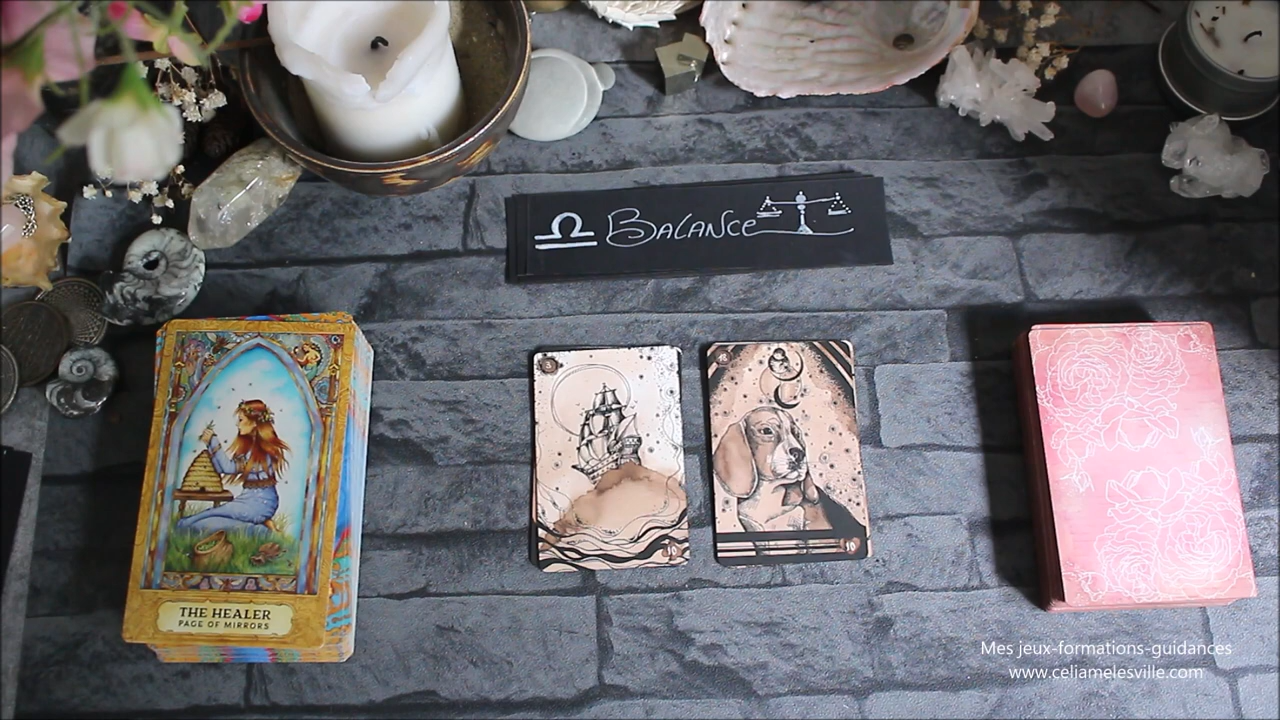 ♎ BALANCE
THE HEALER
PAGE OF MIRRORS
Mes jeux-formations-guidances
www.celiamelesville.com